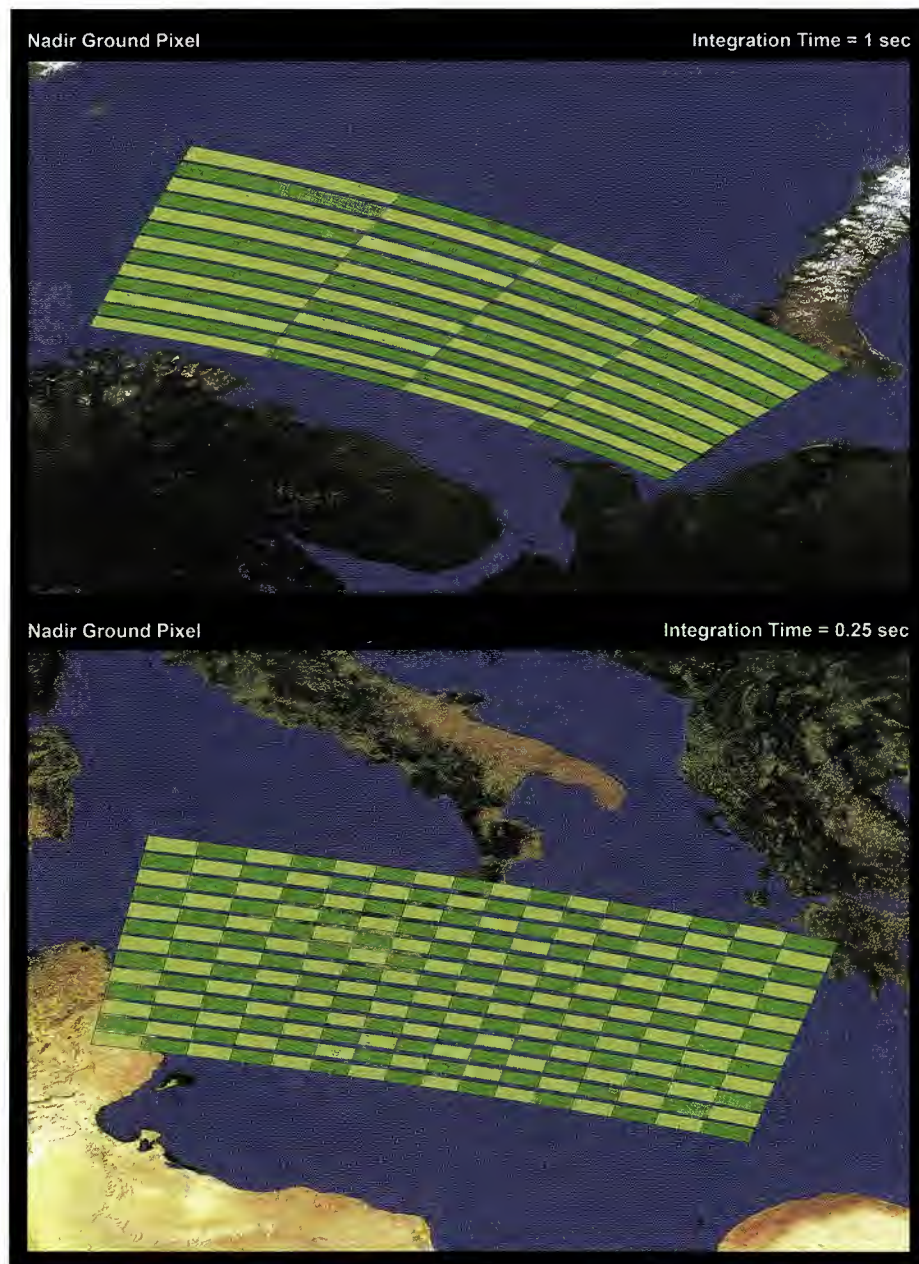 Nadir Ground Pixel
Integration Time = 1 sec
Nadir Ground Pixel
Integration Time = 0.25 sec